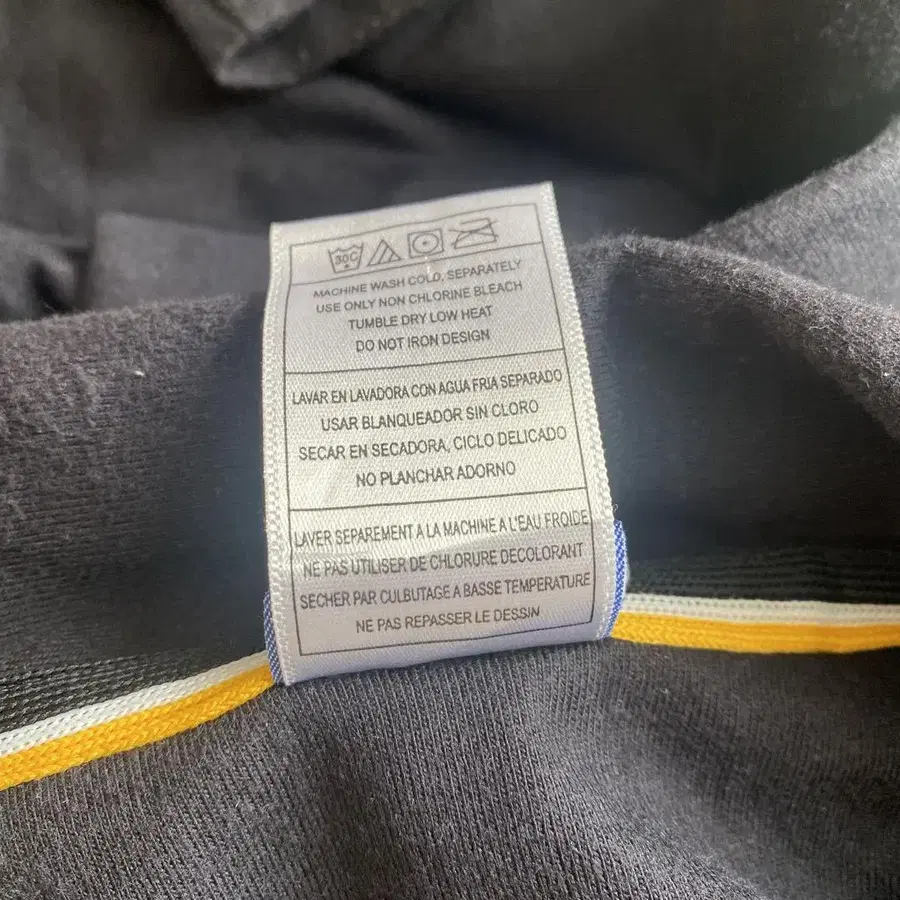 30C
MACHINE WASH COLD, SEPARATELY
USE ONLY NON CHLORINE BLEACH
TUMBLE DRY LOW HEAT
DO NOT IRON DESIGN
LAVAR EN LAVADORA CON AGUA FRIA SEPARADO
USAR BLANQUEADOR SIN CLORO
SECAR EN SECADORA, CICLO DELICADO
NO PLANCHAR ADORNO
LAVER SEPAREMENT A LA MACHINE A L'EAU FROIDE
NE PAS UTILISER DE CHLORURE DECOLORANT
SECHER PAR CULBUTAGE A BASSE TEMPERATURE
NE PAS REPASSER LE DESSIN